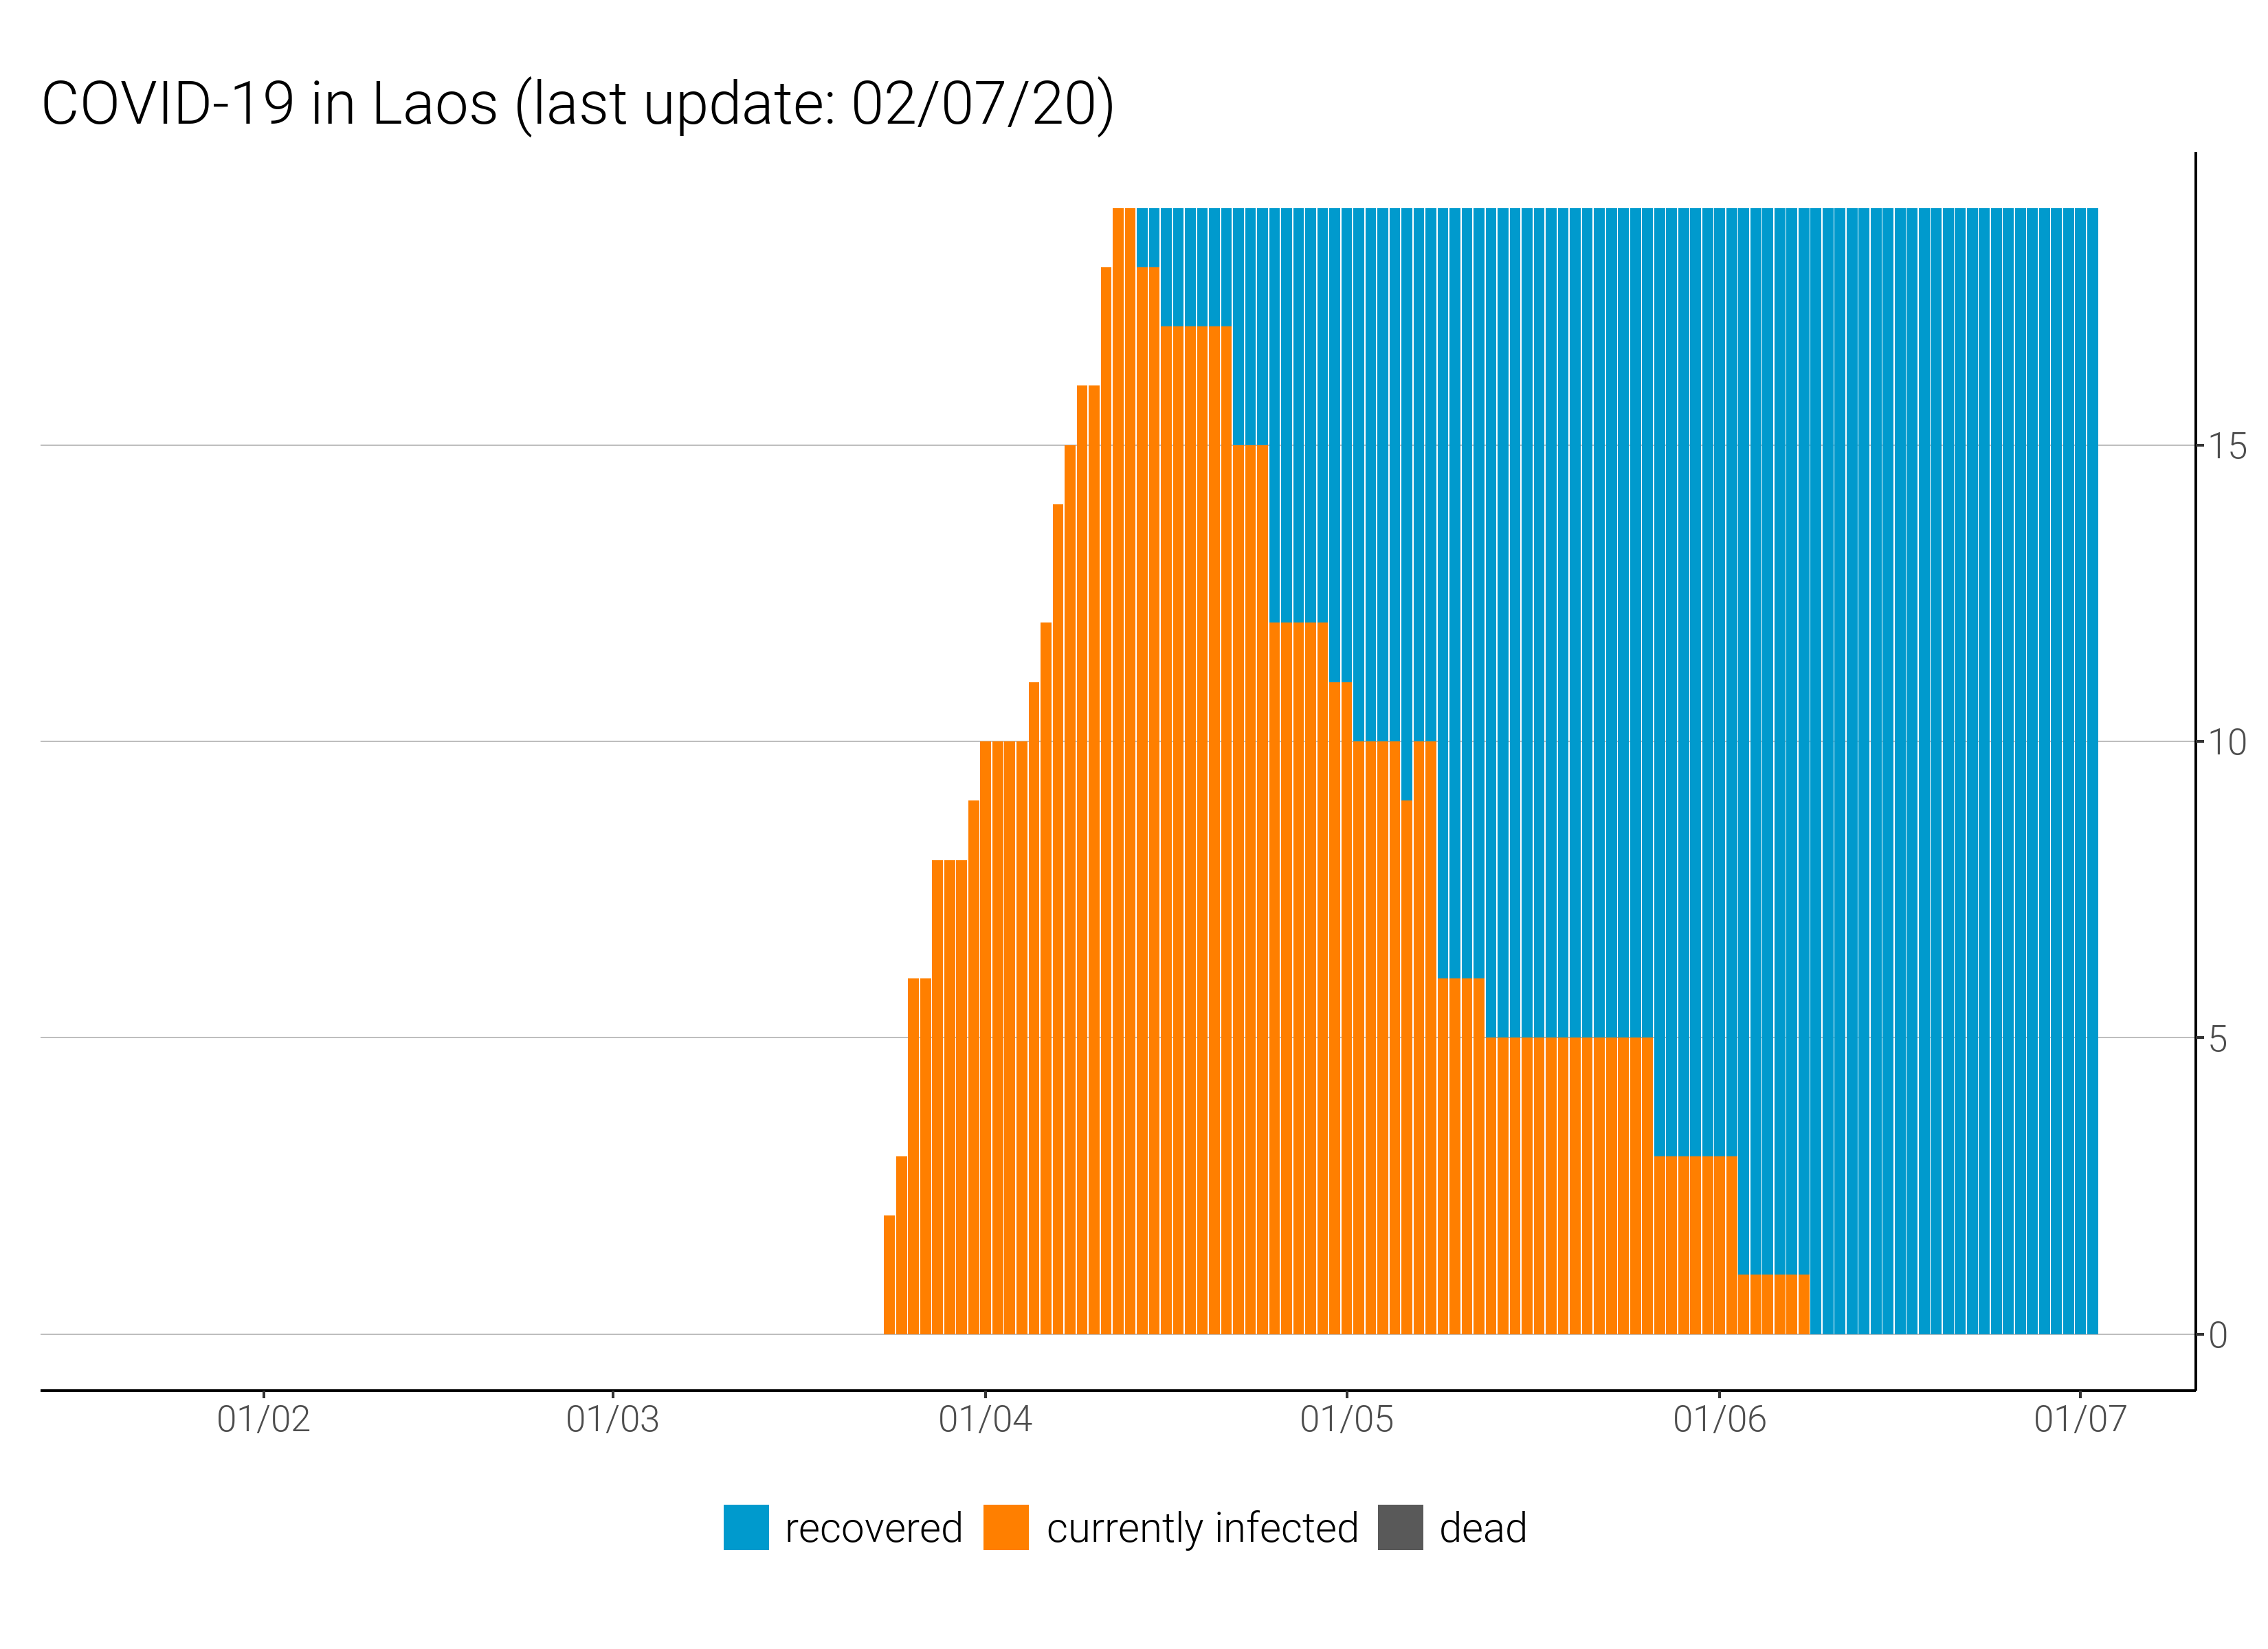 COVID-19 in Laos (last update: 02/07/20)
15
10
5
0
01/02 01/03 01/04 01/05 01/06 01/07
recovered currently infected dead